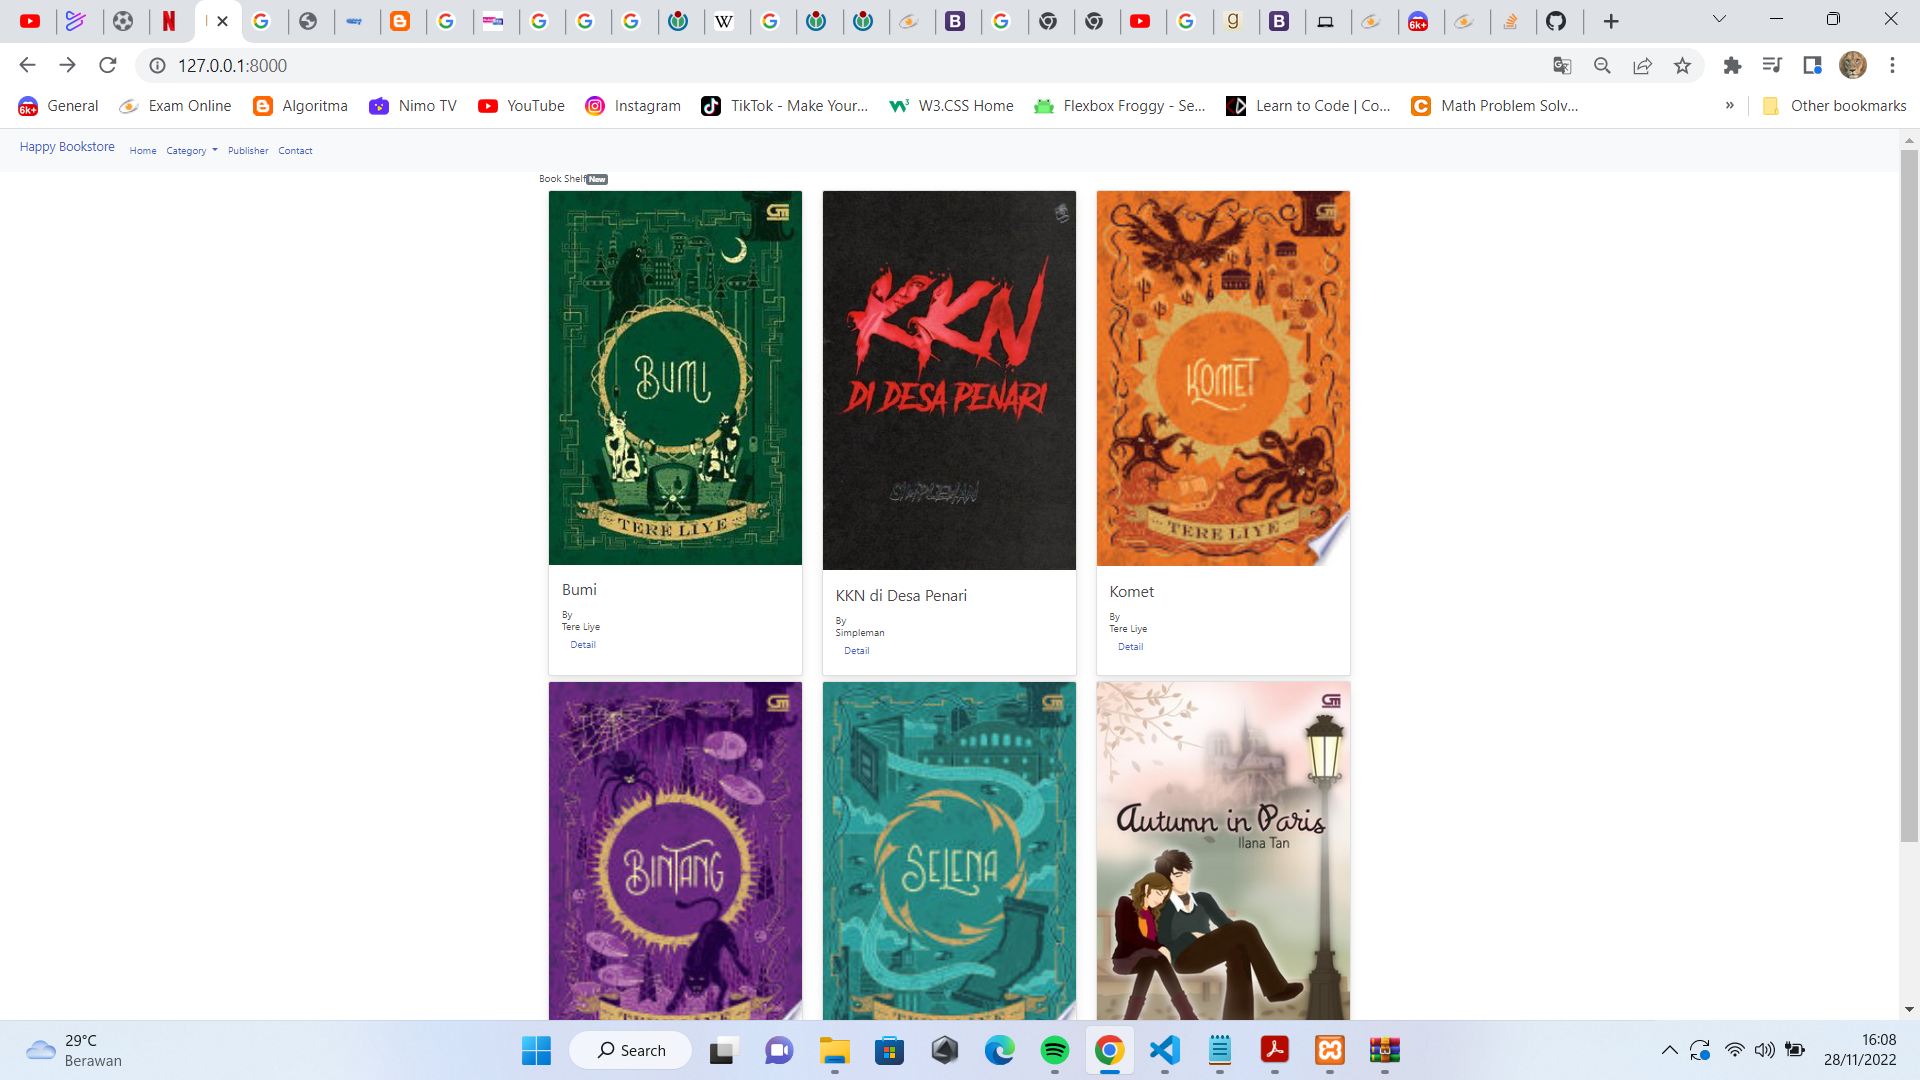 127.0.0.1:8000
General
Exam Online
Algoritma
Nimo TV
YouTube
Instagram
TikTok - Make Your...
W3.CSS Home
Flexbox Froggy - Se...
Learn to Code | Co...
Math Problem Solv...
»
Other bookmarks
Happy Bookstore
Home
Category
Publisher
Contact
Book Shelf New
BUMI
TERE LIYE
KKN
DI DESA PENARI
SIMPLEMAN
KOMET
TERE LIYE
Bumi
By
Tere Liye
Detail
KKN di Desa Penari
By
Simpleman
Detail
Komet
By
Tere Liye
Detail
BINTANG
SELENA
Autumn in Paris
Ilana Tan
29°C
Berawan
Search
16:08
28/11/2022